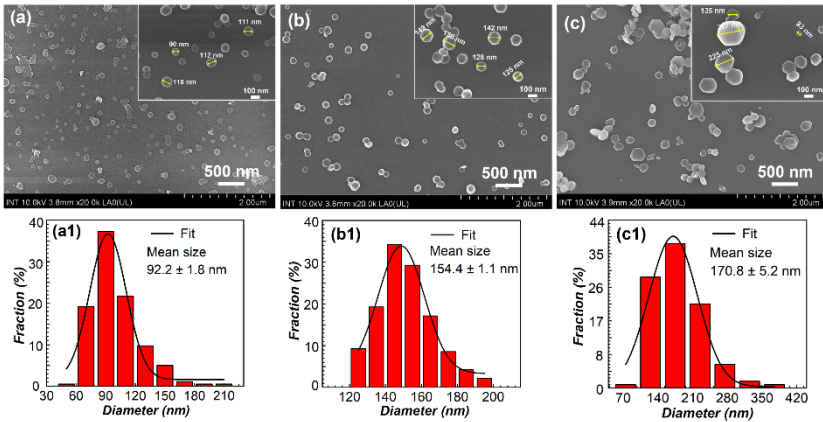 (a)
111 nm
90 nm
112 nm
118 nm
100 nm
500 nm
INT 10.0kV 3.8mm x20.0k LA0(UL)
2.00um
(b)
149 nm
142 nm
128 nm
125 nm
100 nm
500 nm
INT 10.0kV 3.8mm x20.0k LA0(UL)
2.00um
(c)
135 nm
225 nm
100 nm
500 nm
INT 10.0kV 3.9mm x20.0k LA0(UL)
2.00um
(a1)
Fit
Mean size
92.2 ± 1.8 nm
Fraction (%)
40
30
20
10
0
30 60 90 120 150 180 210
Diameter (nm)
(b1)
Fit
Mean size
154.4 ± 1.1 nm
Fraction (%)
40
30
20
10
0
120 140 160 180 200
Diameter (nm)
(c1)
Fit
Mean size
170.8 ± 5.2 nm
Fraction (%)
44
35
26
17
8
0
70 140 210 280 350 420
Diameter (nm)